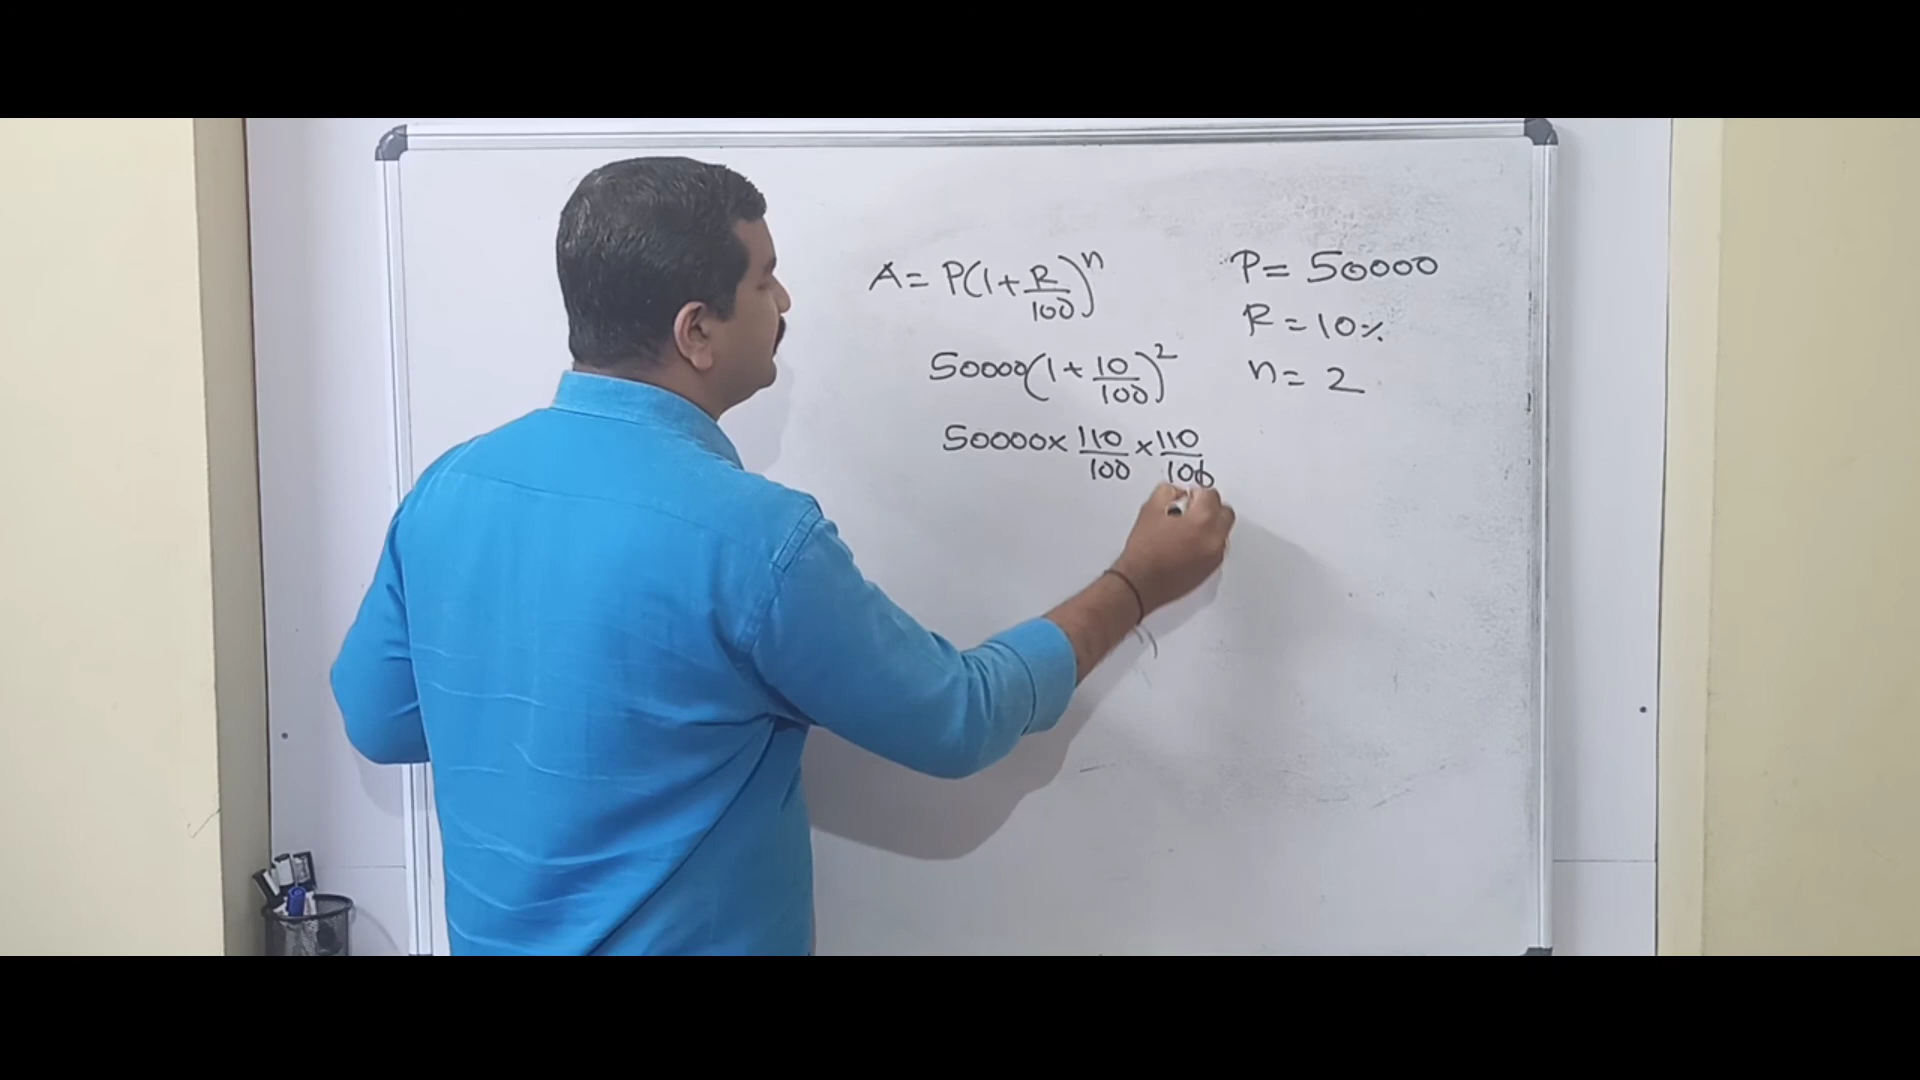 A = P(1 + R/100)^n
50000(1 + 10/100)^2
50000 × 110/100 × 110/100
P = 50000
R = 10%
n = 2